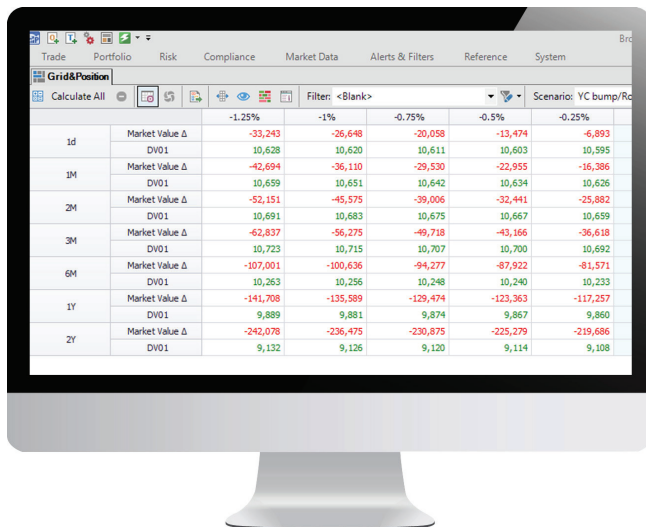 Bro
Trade Portfolio Risk Compliance Market Data Alerts & Filters Reference System
Grid&Position
Calculate All Filter: <Blank> Scenario: YC bump/Ro
-1.25% -1% -0.75% -0.5% -0.25%
1d Market Value Δ -33,243 -26,648 -20,058 -13,474 -6,893
DV01 10,628 10,620 10,611 10,603 10,595
1M Market Value Δ -42,694 -36,110 -29,530 -22,955 -16,386
DV01 10,659 10,651 10,642 10,634 10,626
2M Market Value Δ -52,151 -45,575 -39,006 -32,441 -25,882
DV01 10,691 10,683 10,675 10,667 10,659
3M Market Value Δ -62,837 -56,275 -49,718 -43,166 -36,618
DV01 10,723 10,715 10,707 10,700 10,692
6M Market Value Δ -107,001 -100,636 -94,277 -87,922 -81,571
DV01 10,263 10,256 10,248 10,240 10,233
1Y Market Value Δ -141,708 -135,589 -129,474 -123,363 -117,257
DV01 9,889 9,881 9,874 9,867 9,860
2Y Market Value Δ -242,078 -236,475 -230,875 -225,279 -219,686
DV01 9,132 9,126 9,120 9,114 9,108